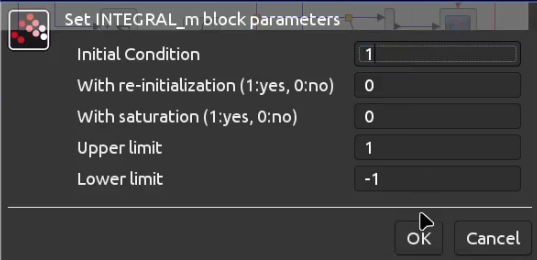 Set INTEGRAL_m block parameters
Initial Condition 1
With re-initialization (1:yes, 0:no) 0
With saturation (1:yes, 0:no) 0
Upper limit 1
Lower limit -1
OK Cancel